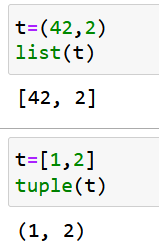 t=(42,2)
list(t)
[42, 2]
t=[1,2]
tuple(t)
(1, 2)